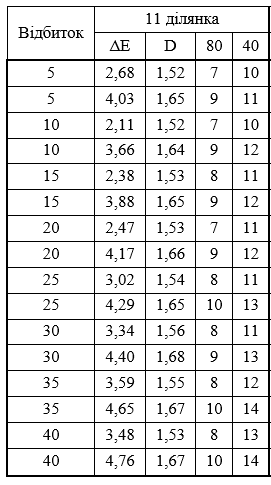 Відбиток 11 ділянка
ΔE D 80 40
5 2,68 1,52 7 10
5 4,03 1,65 9 11
10 2,11 1,52 7 10
10 3,66 1,64 9 12
15 2,38 1,53 8 11
15 3,88 1,65 9 12
20 2,47 1,53 7 11
20 4,17 1,66 9 12
25 3,02 1,54 8 11
25 4,29 1,65 10 13
30 3,34 1,56 8 11
30 4,40 1,68 9 13
35 3,59 1,55 8 12
35 4,65 1,67 10 14
40 3,48 1,53 8 13
40 4,76 1,67 10 14